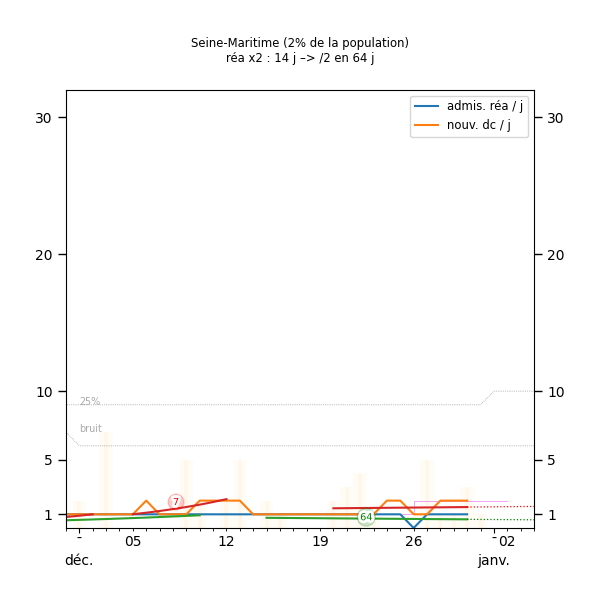 Seine-Maritime (2% de la population)
réa x2 : 14 j –> /2 en 64 j
admis. réa / j
nouv. dc / j
30 30
20 20
10 10
25%
bruit
5 5
7
64
1 1
- 05 12 19 26 - 02
déc. janv.